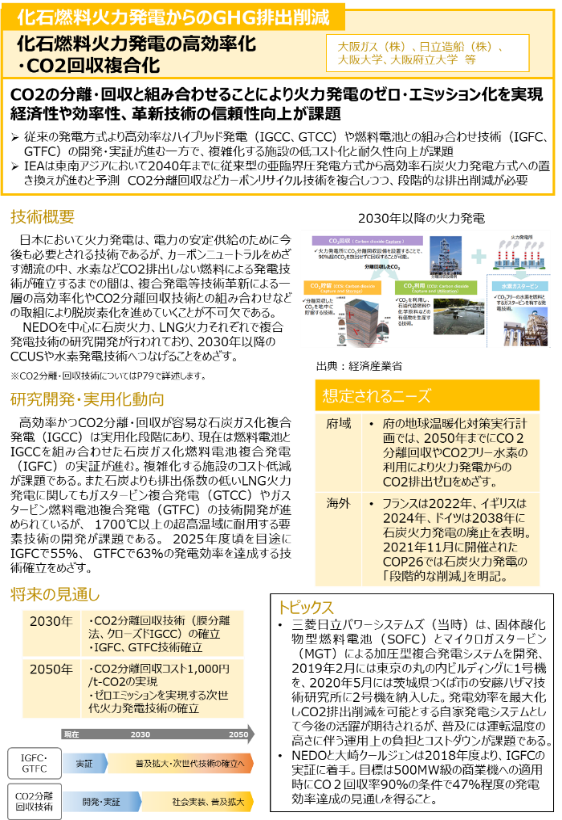 化石燃料火力発電からのGHG排出削減
化石燃料火力発電の高効率化
・CO2回収複合化
大阪ガス（株）、日立造船（株）、
大阪大学、大阪府立大学 等
CO2の分離・回収と組み合わせることにより火力発電のゼロ・エミッション化を実現
経済性や効率性、革新技術の信頼性向上が課題
➢ 従来の発電方式より高効率なハイブリッド発電（IGCC、GTCC）や燃料電池との組み合わせ技術（IGFC、
GTFC）の開発・実証が進む一方で、複雑化する施設の低コスト化と耐久性向上が課題
➢ IEAは東南アジアにおいて2040年までに従来型の亜臨界圧発電方式から高効率石炭火力発電方式への置
き換えが進むと予測 CO2分離回収などカーボンリサイクル技術を複合しつつ、段階的な排出削減が必要
技術概要
日本において火力発電は、電力の安定供給のために今
後も必要とされる技術であるが、カーボンニュートラルをめざ
す潮流の中、水素などCO2排出しない燃料による発電技
術が確立するまでの間は、複合発電等技術革新による一
層の高効率化やCO2分離回収技術との組み合わせなど
の取組により脱炭素化を進めていくことが不可欠である。
NEDOを中心に石炭火力、LNG火力それぞれで複合
発電技術の研究開発が行われており、2030年以降の
CCUSや水素発電技術へつなげることをめざす。
※CO2分離・回収技術についてはP79で詳述します。
2030年以降の火力発電
出典：経済産業省
研究開発・実用化動向
高効率かつCO2分離・回収が容易な石炭ガス化複合
発電（IGCC）は実用化段階にあり、現在は燃料電池と
IGCCを組み合わせた石炭ガス化燃料電池複合発電
（IGFC）の実証が進む。複雑化する施設のコスト低減
が課題である。また石炭よりも排出係数の低いLNG火力
発電に関してもガスタービン複合発電（GTCC）やガスタ
ービン燃料電池複合発電（GTFC）の技術開発が進
められているが、 1700℃以上の超高温域に耐用する要
素技術の開発が課題である。 2025年度頃を目途に
IGFCで55%、 GTFCで63%の発電効率を達成する技
術確立をめざす。
想定されるニーズ
府域
• 府の地球温暖化対策実行計
画では、2050年までにCO２
分離回収やCO2フリー水素の
利用により火力発電からの
CO2排出ゼロをめざす。
海外
• フランスは2022年、イギリスは
2024年、ドイツは2038年に
石炭火力発電の廃止を表明。
2021年11月に開催された
COP26では石炭火力発電の
「段階的な削減」を明記。
将来の見通し
2030年
・CO2分離回収技術（膜分離
法、クローズドIGCC）の確立
・IGFC、GTFC技術確立
2050年
・CO2分離回収コスト1,000円
/t-CO2の実現
・ゼロエミッションを実現する次世
代火力発電技術の確立
現在 2030 2050
IGFC・
GTFC
実証
普及拡大・次世代技術の確立へ
CO2分離
回収技術
開発・実証
社会実装、普及拡大
トピックス
• 三菱日立パワーシステムズ（当時）は、固体酸化
物型燃料電池（SOFC）とマイクロガスタービン
（MGT）による加圧型複合発電システムを開発、
2019年2月には東京の丸の内ビルディングに1号機
を、2020年5月には茨城県つくば市の安藤ハザマ技
術研究所に2号機を納入した。発電効率を最大化
しCO2排出削減を可能とする自家発電システムとし
て今後の活躍が期待されるが、普及には運転温度の
高さに伴う運用上の負担とコストダウンが課題である。
• NEDOと大崎クールジェンは2018年度より、IGFCの
実証に着手。目標は500MW級の商業機への適用
時にCO２回収率90%の条件で47%程度の発電
効率達成の見通しを得ること。